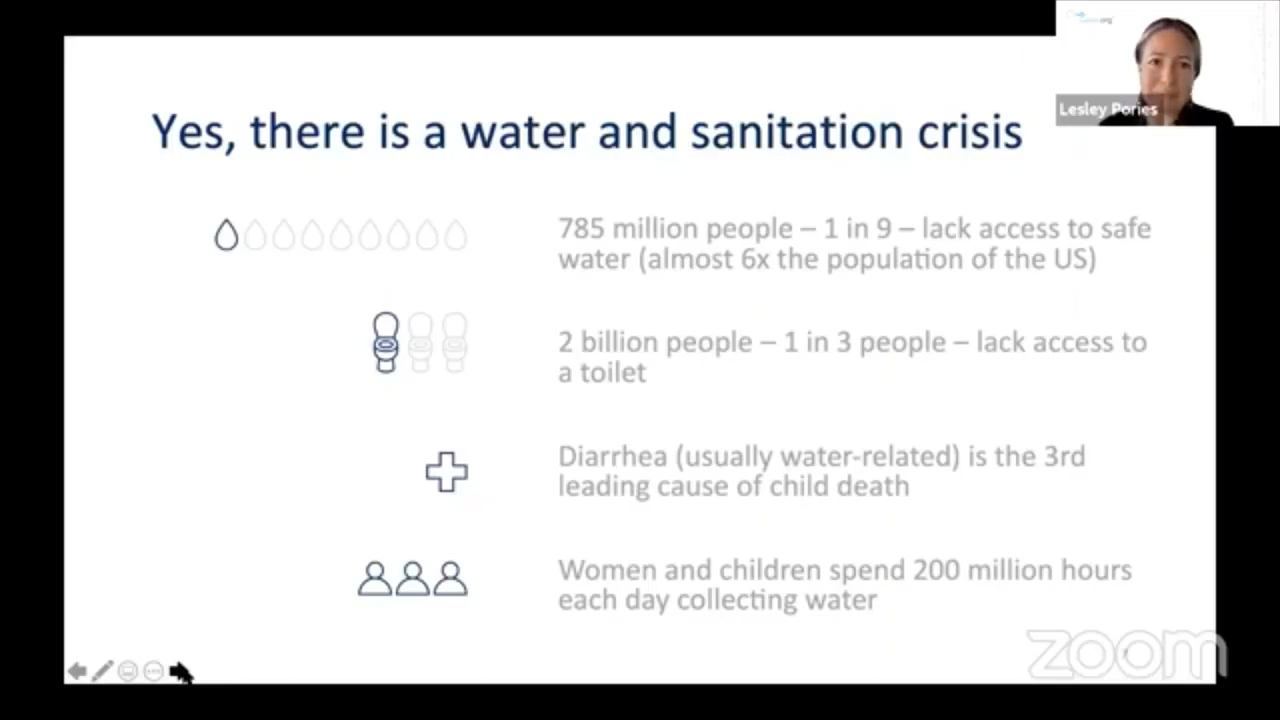 Lesley Pories
Yes, there is a water and sanitation crisis
785 million people – 1 in 9 – lack access to safe
water (almost 6x the population of the US)
2 billion people – 1 in 3 people – lack access to
a toilet
Diarrhea (usually water-related) is the 3rd
leading cause of child death
Women and children spend 200 million hours
each day collecting water
zoom